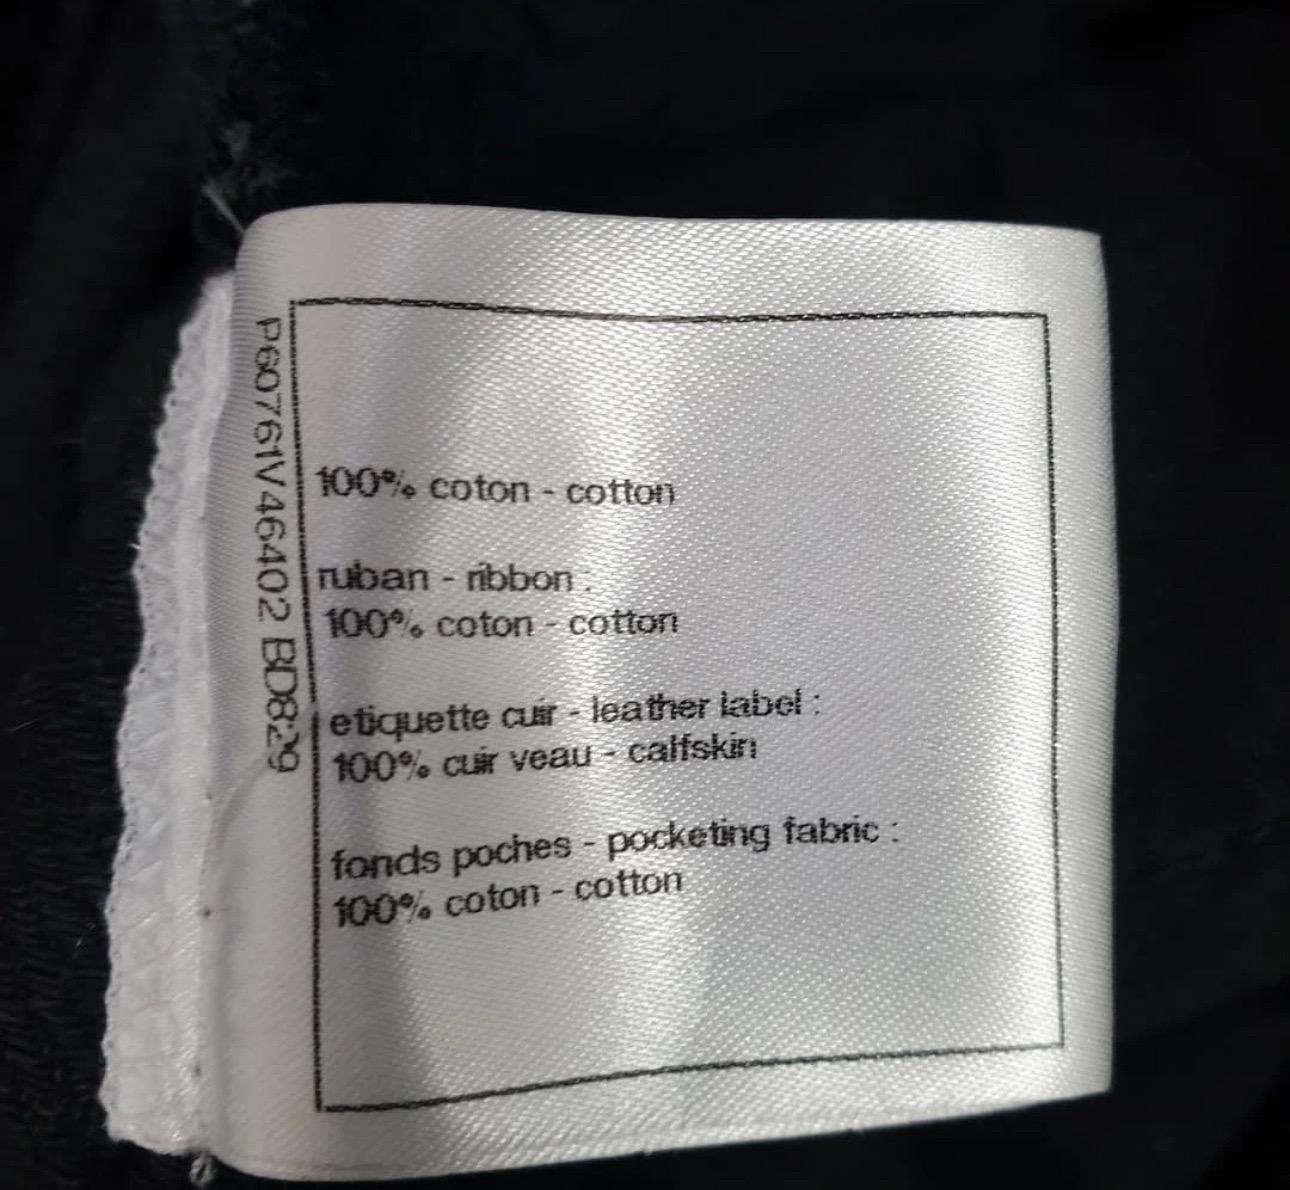 P60761V46402 BD829
100% coton - cotton
ruban - ribbon :
100% coton - cotton
etiquette cuir - leather label :
100% cuir veau - calfskin
fonds poches - pocketing fabric :
100% coton - cotton